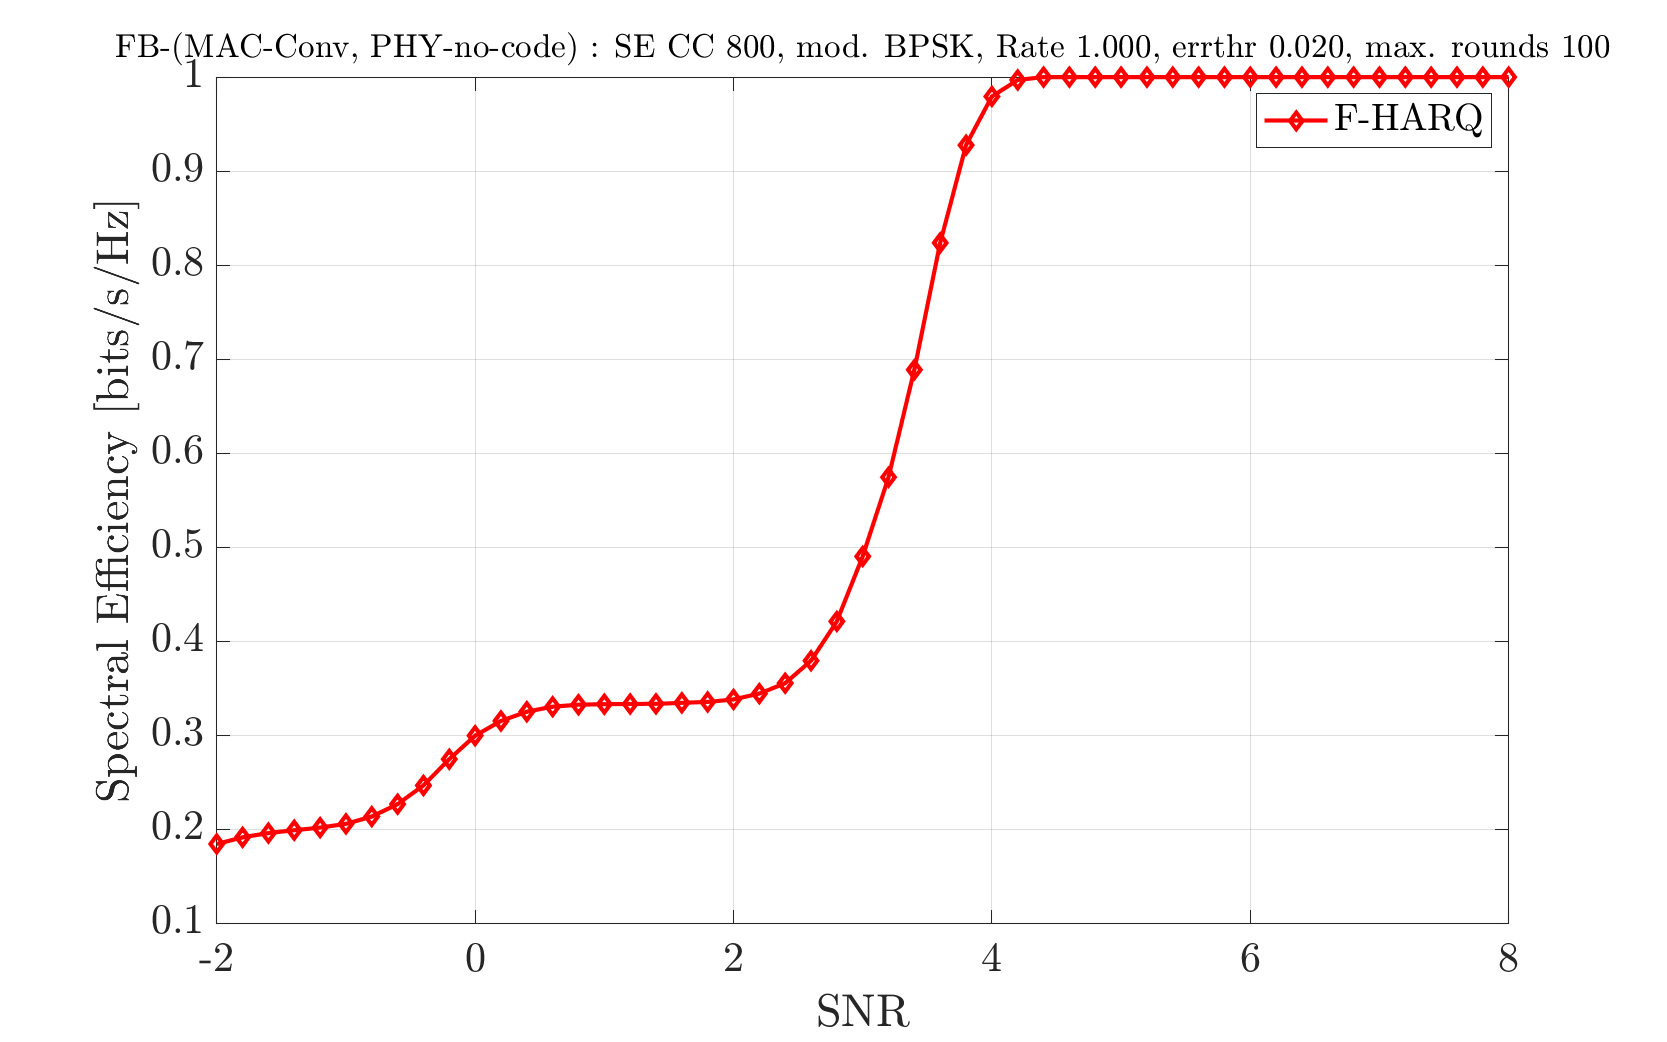 FB-(MAC-Conv, PHY-no-code) : SE CC 800, mod. BPSK, Rate 1.000, errthr 0.020, max. rounds 100
F-HARQ
Spectral Efficiency [bits/s/Hz]
1
0.9
0.8
0.7
0.6
0.5
0.4
0.3
0.2
0.1
-2 0 2 4 6 8
SNR